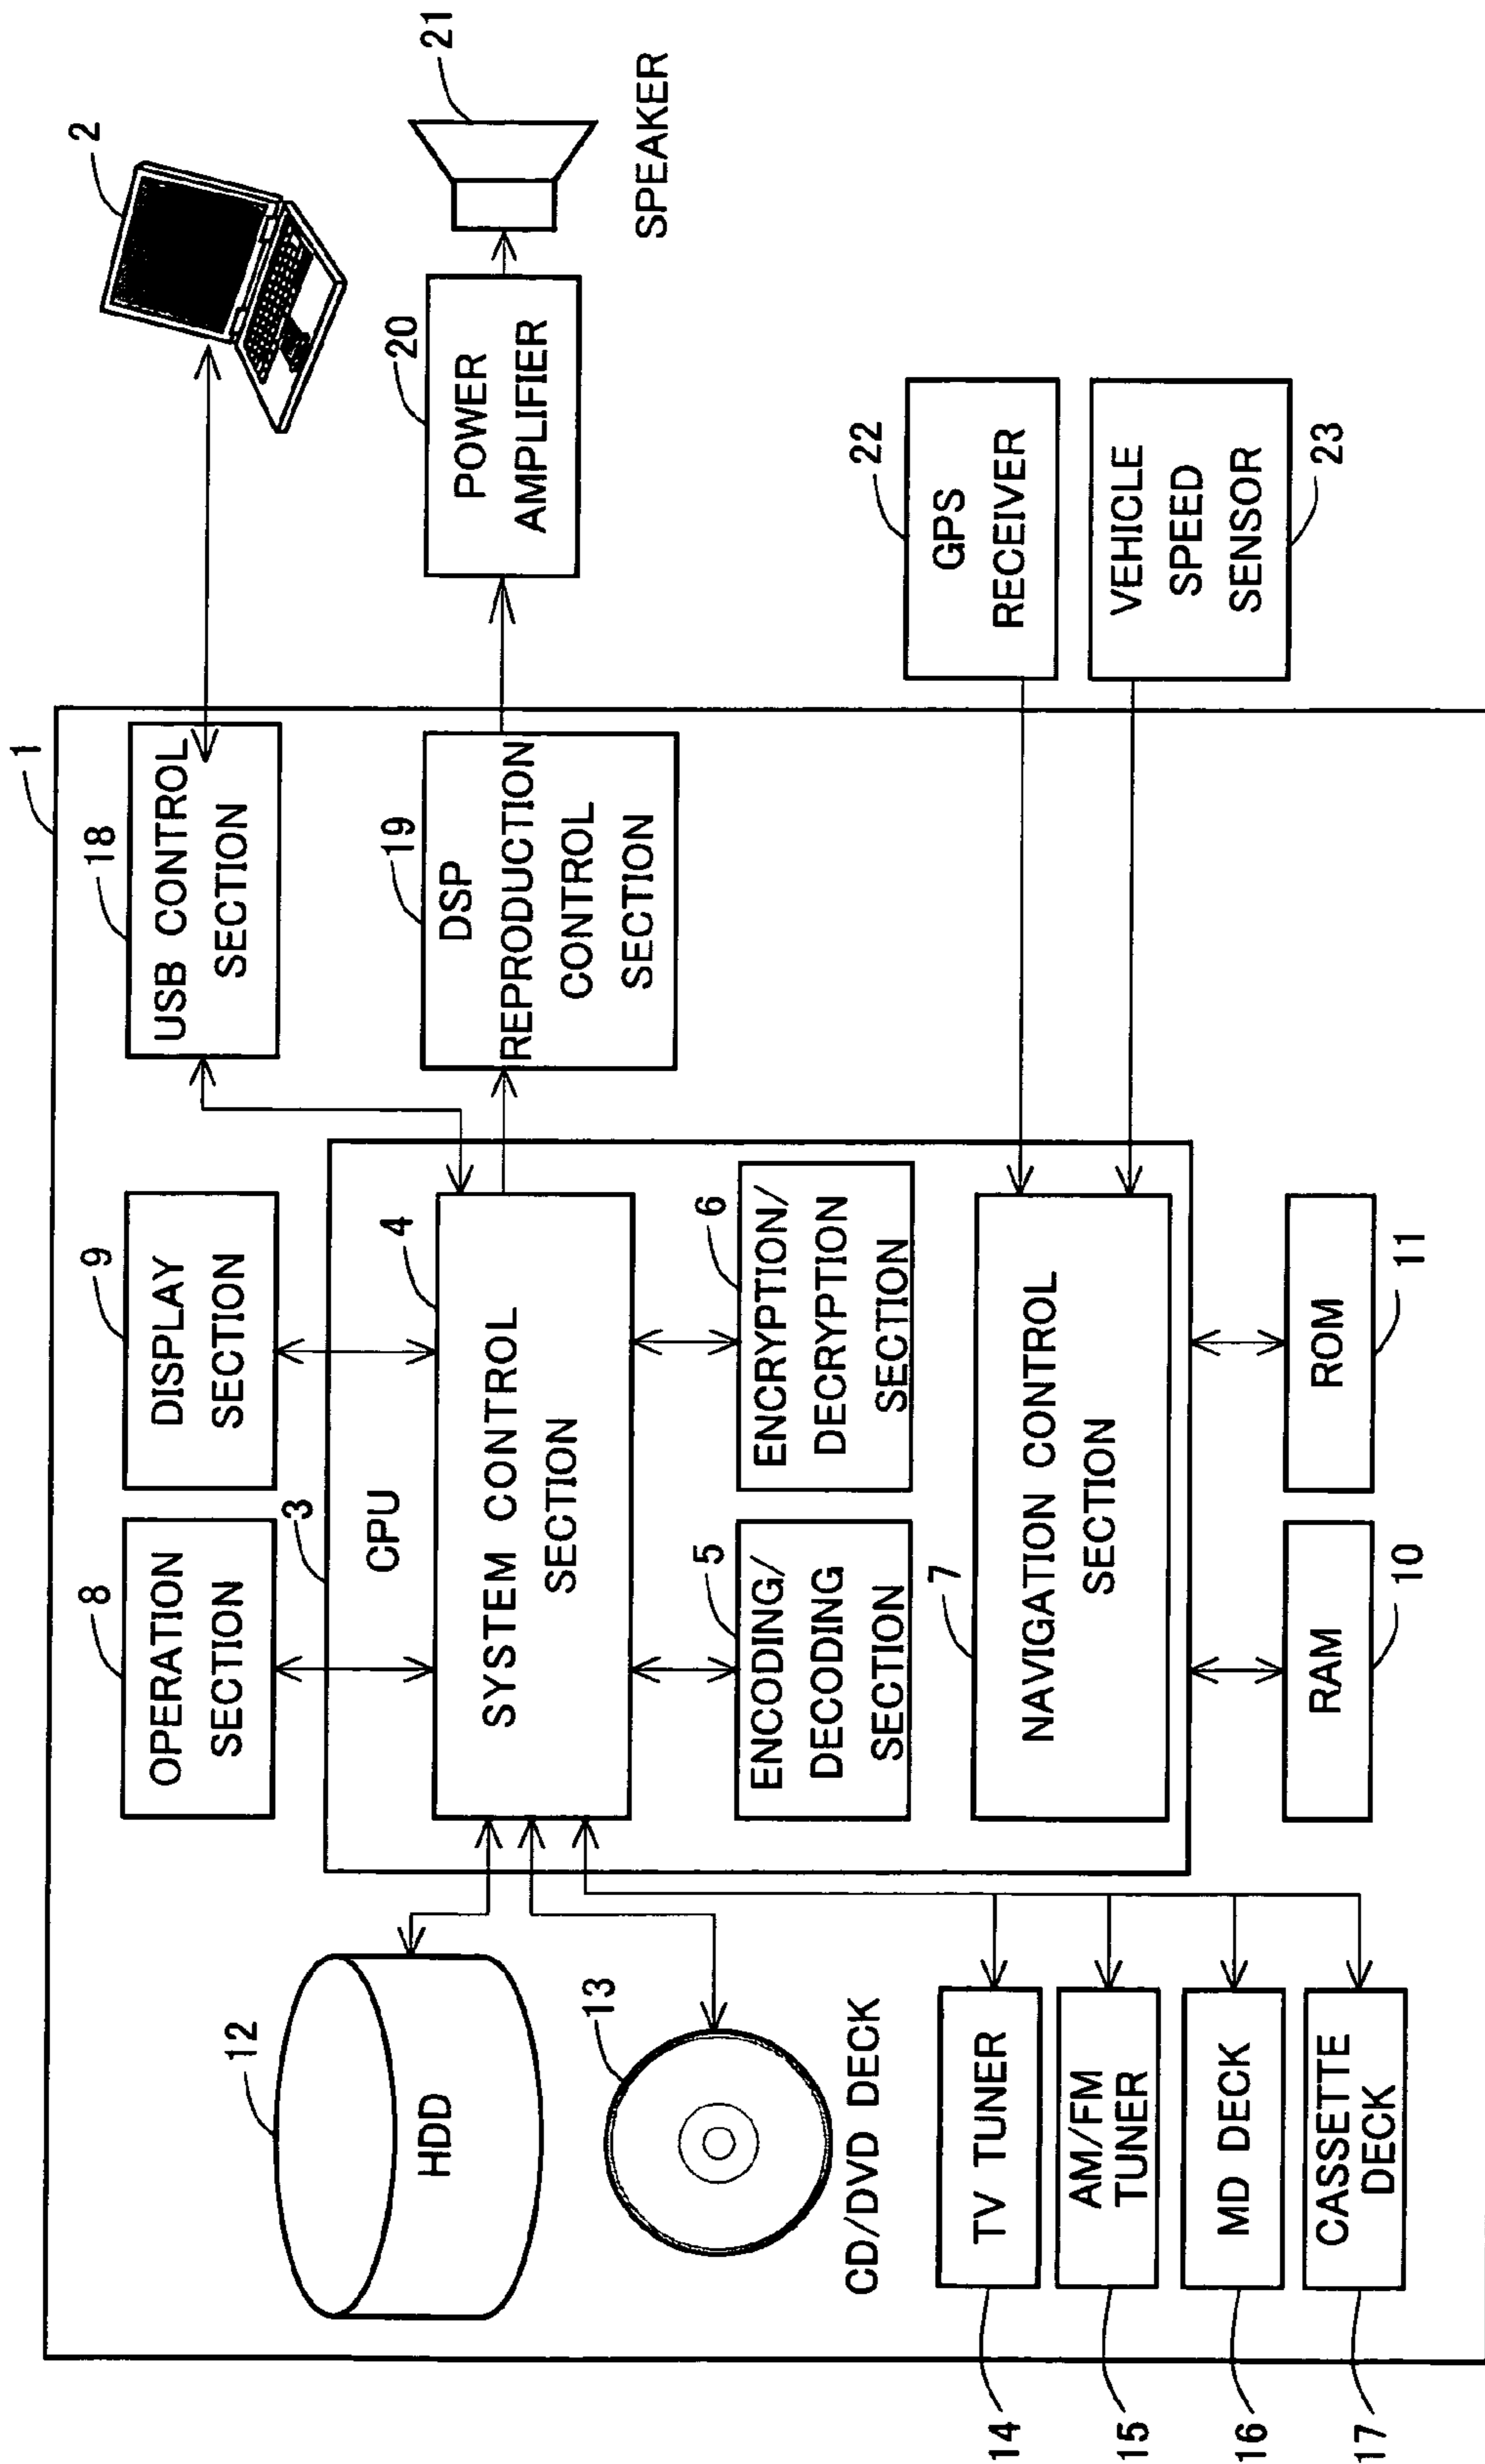 1
2
18
USB CONTROL
SECTION
9
DISPLAY
SECTION
8
OPERATION
SECTION
12
HDD
3
CPU
4
SYSTEM CONTROL
SECTION
19
DSP
REPRODUCTION
CONTROL
SECTION
20
POWER
AMPLIFIER
21
SPEAKER
13
CD/DVD DECK
5
ENCODING/
DECODING
SECTION
6
ENCRYPTION/
DECRYPTION
SECTION
22
GPS
RECEIVER
7
NAVIGATION CONTROL
SECTION
VEHICLE
SPEED
SENSOR
23
14
TV TUNER
15
AM/FM
TUNER
16
MD DECK
17
CASSETTE
DECK
RAM
10
ROM
11